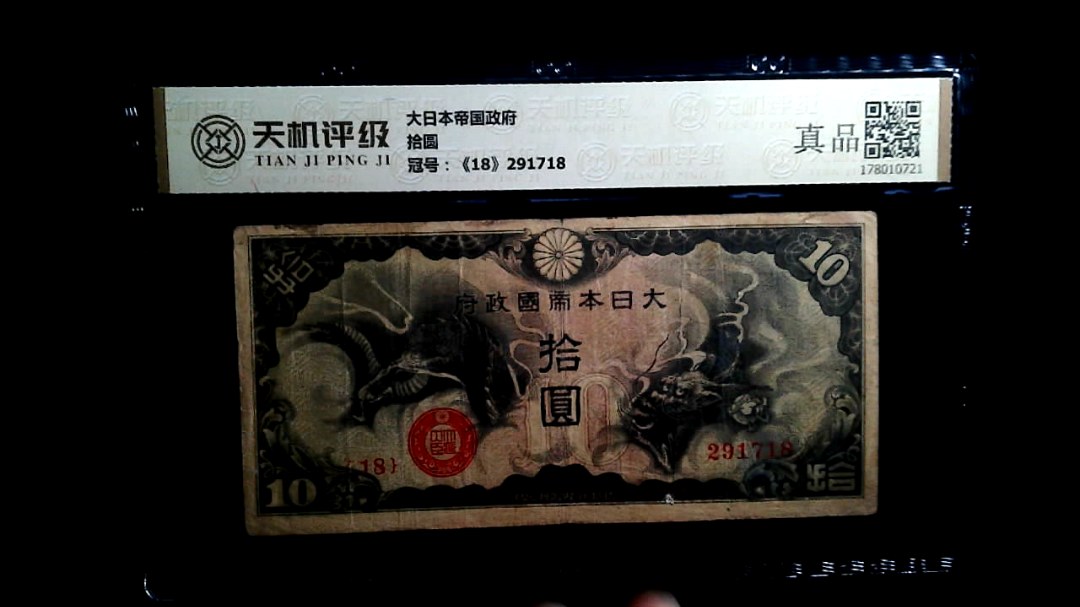 天机评级
TIAN JI PING JI
大日本帝国政府
拾圆
冠号：《18》291718
真品
178010721
拾
10
府政國帝本日大
拾
圓
10
{18}
291718
10
拾